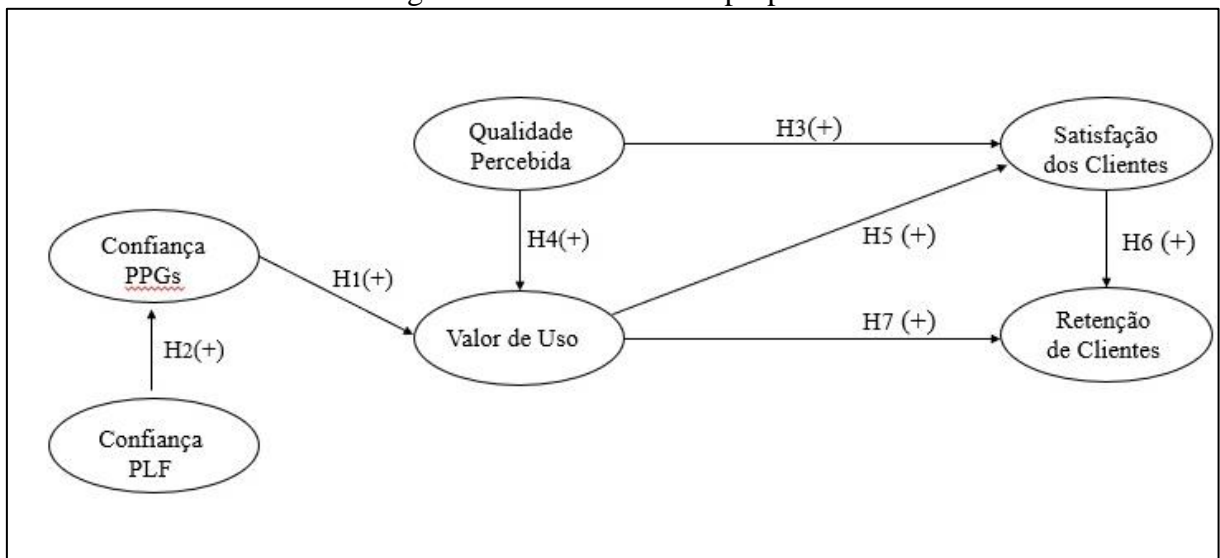 Qualidade
Percebida
H3(+)
Satisfação
dos Clientes
Confiança
PPGs
H1(+)
H4(+)
H5 (+)
H6 (+)
Valor de Uso
H7 (+)
Retenção
de Clientes
H2(+)
Confiança
PLF